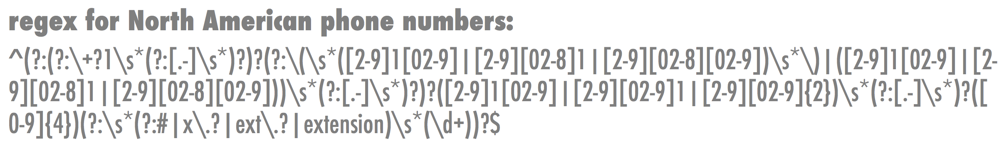 regex for North American phone numbers:
^(?:(?:\+?1\s*(?:[.-]\s*)?)?(?:\(\s*([2-9]1[02-9]|[2-9][02-8]1|[2-9][02-8][02-9])\s*\)|([2-9]1[02-9]|[2-
9][02-8]1|[2-9][02-8][02-9]))\s*(?:[.-]\s*)?)?([2-9]1[02-9]|[2-9][02-9]1|[2-9][02-9]{2})\s*(?:[.-]\s*)?([
0-9]{4})(?:\s*(?:#|x\.?|ext\.?|extension)\s*(\d+))?$